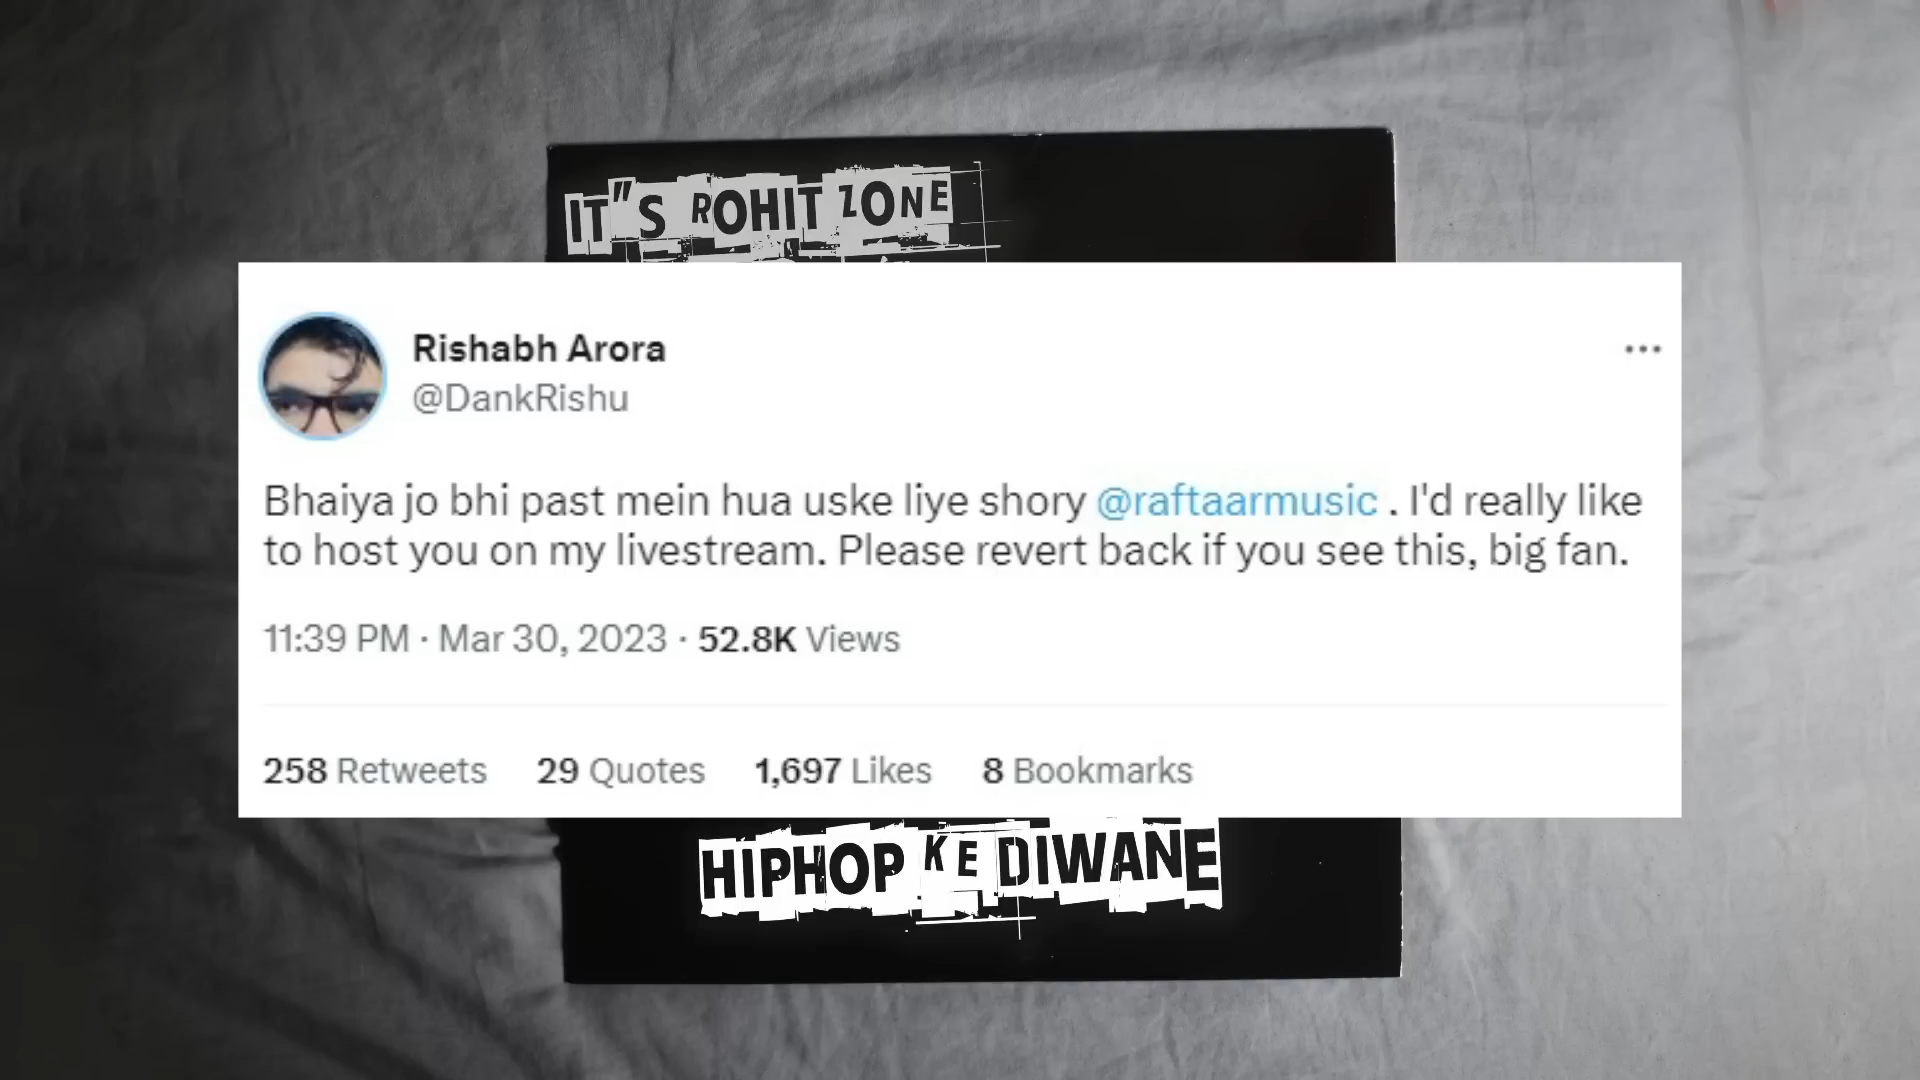 IT"S ROHIT ZONE
Rishabh Arora
@DankRishu
Bhaiya jo bhi past mein hua uske liye shory @raftaarmusic . I'd really like
to host you on my livestream. Please revert back if you see this, big fan.
11:39 PM · Mar 30, 2023 · 52.8K Views
258 Retweets 29 Quotes 1,697 Likes 8 Bookmarks
HIPHOP KE DIWANE